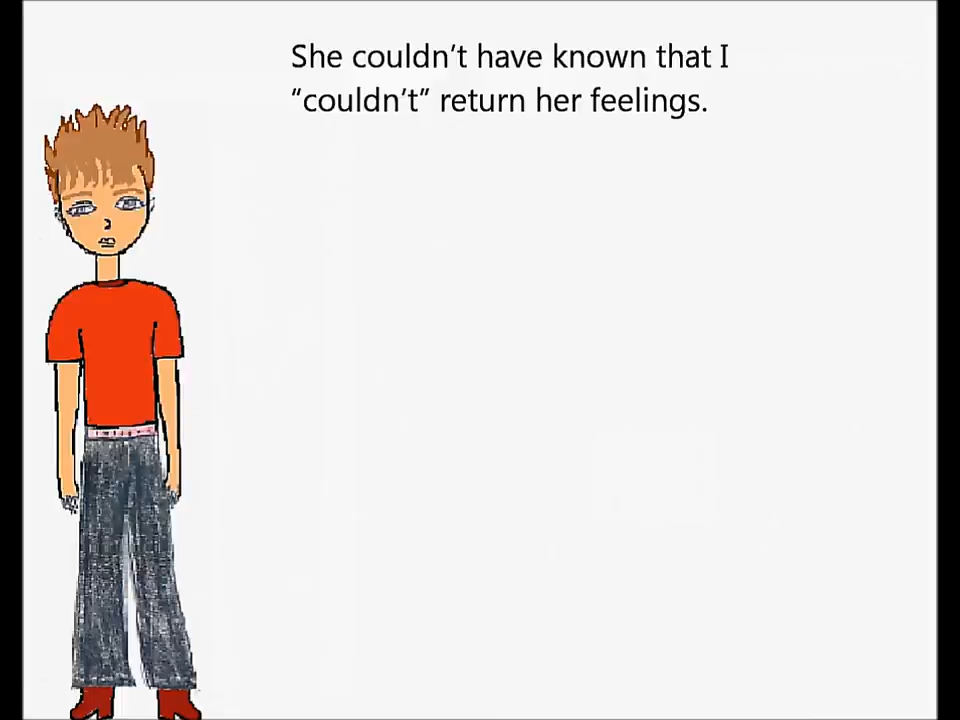 She couldn’t have known that I
“couldn’t” return her feelings.